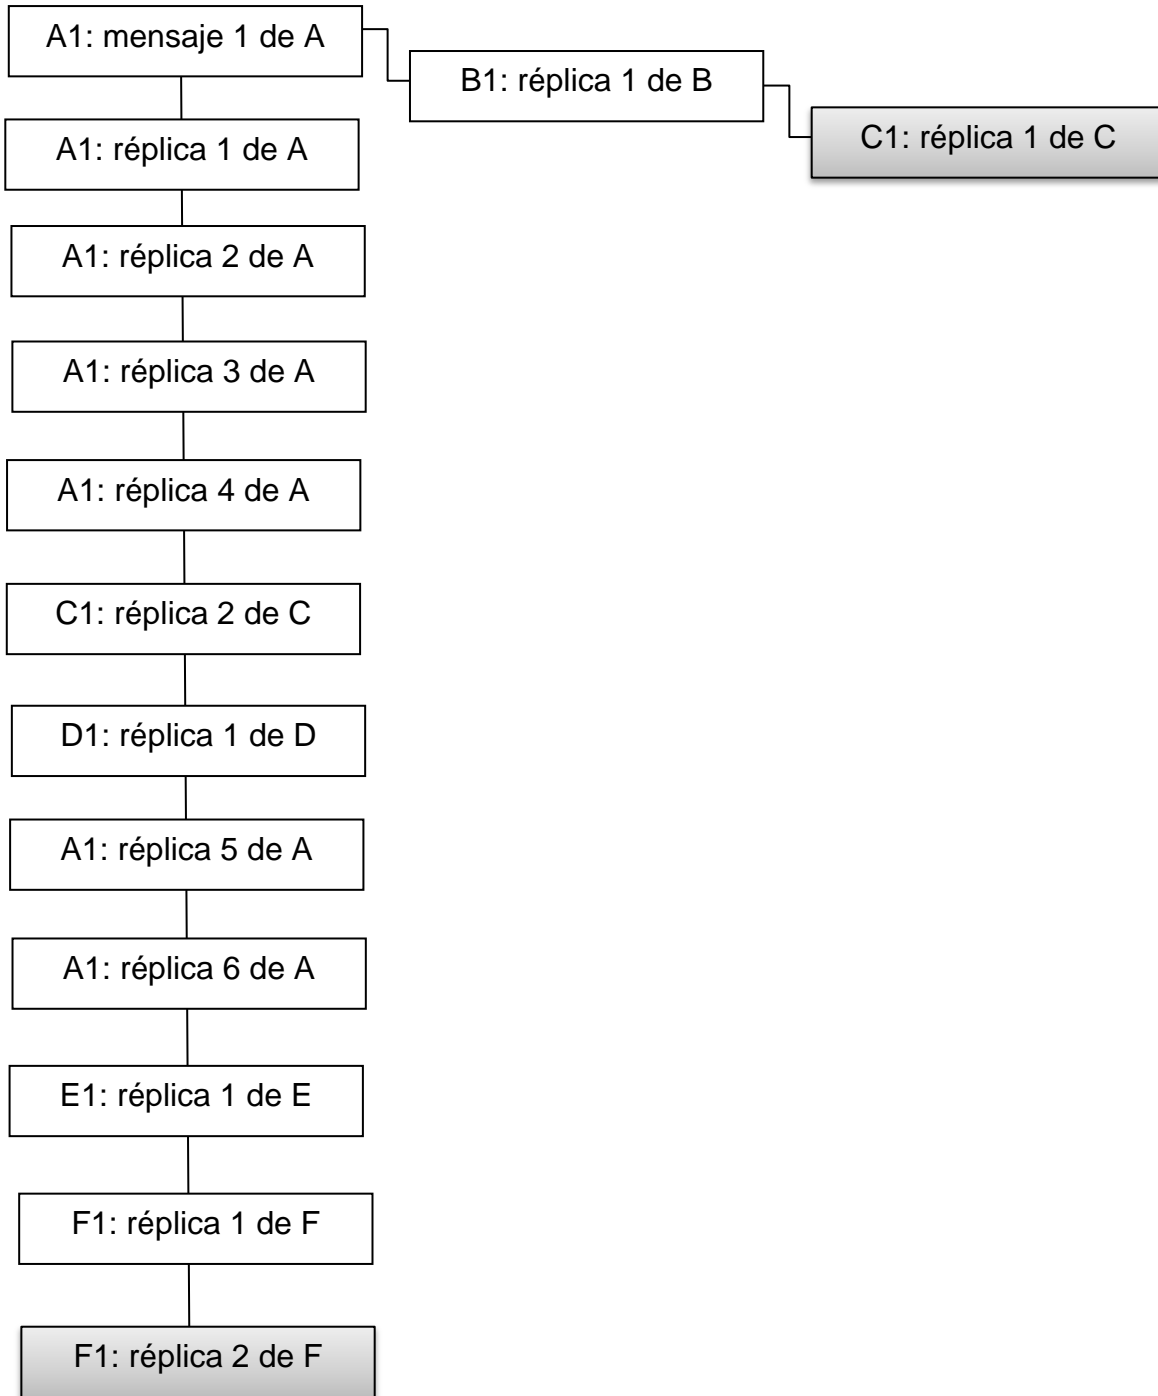 A1: mensaje 1 de A
B1: réplica 1 de B
C1: réplica 1 de C
A1: réplica 1 de A
A1: réplica 2 de A
A1: réplica 3 de A
A1: réplica 4 de A
C1: réplica 2 de C
D1: réplica 1 de D
A1: réplica 5 de A
A1: réplica 6 de A
E1: réplica 1 de E
F1: réplica 1 de F
F1: réplica 2 de F